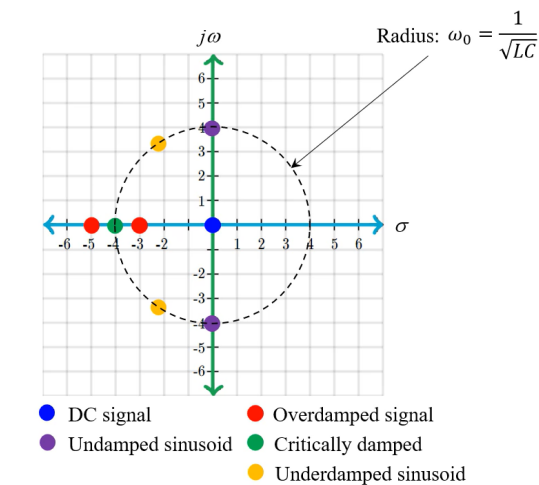 Radius: ω₀ = 1/√LC
jω
6
5
4
3
2
1
σ
-6 -5 -4 -3 -2 1 2 3 4 5 6
-2
-3
-4
-5
-6
DC signal
Overdamped signal
Undamped sinusoid
Critically damped
Underdamped sinusoid